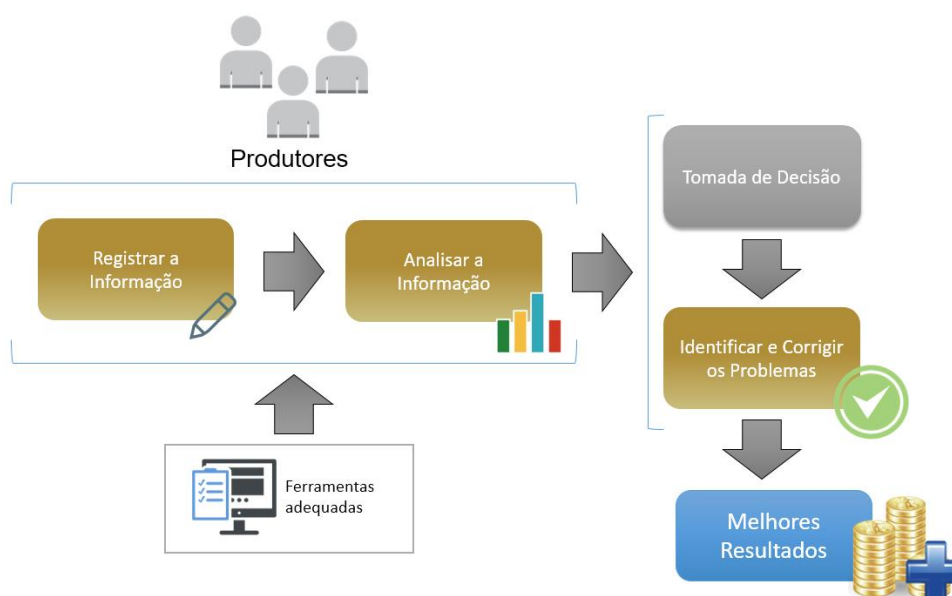 Produtores
Registrar a
Informação
Analisar a
Informação
Tomada de Decisão
Identificar e Corrigir
os Problemas
Ferramentas
adequadas
Melhores
Resultados